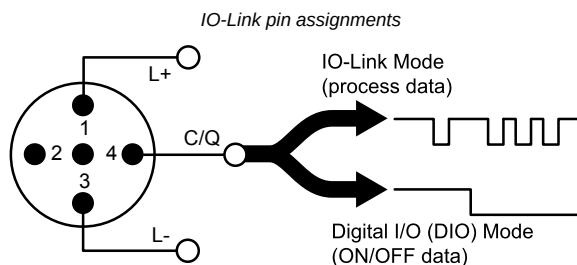 IO-Link pin assignments
L+
IO-Link Mode
(process data)
1
C/Q
2
4
3
L-
Digital I/O (DIO) Mode
(ON/OFF data)